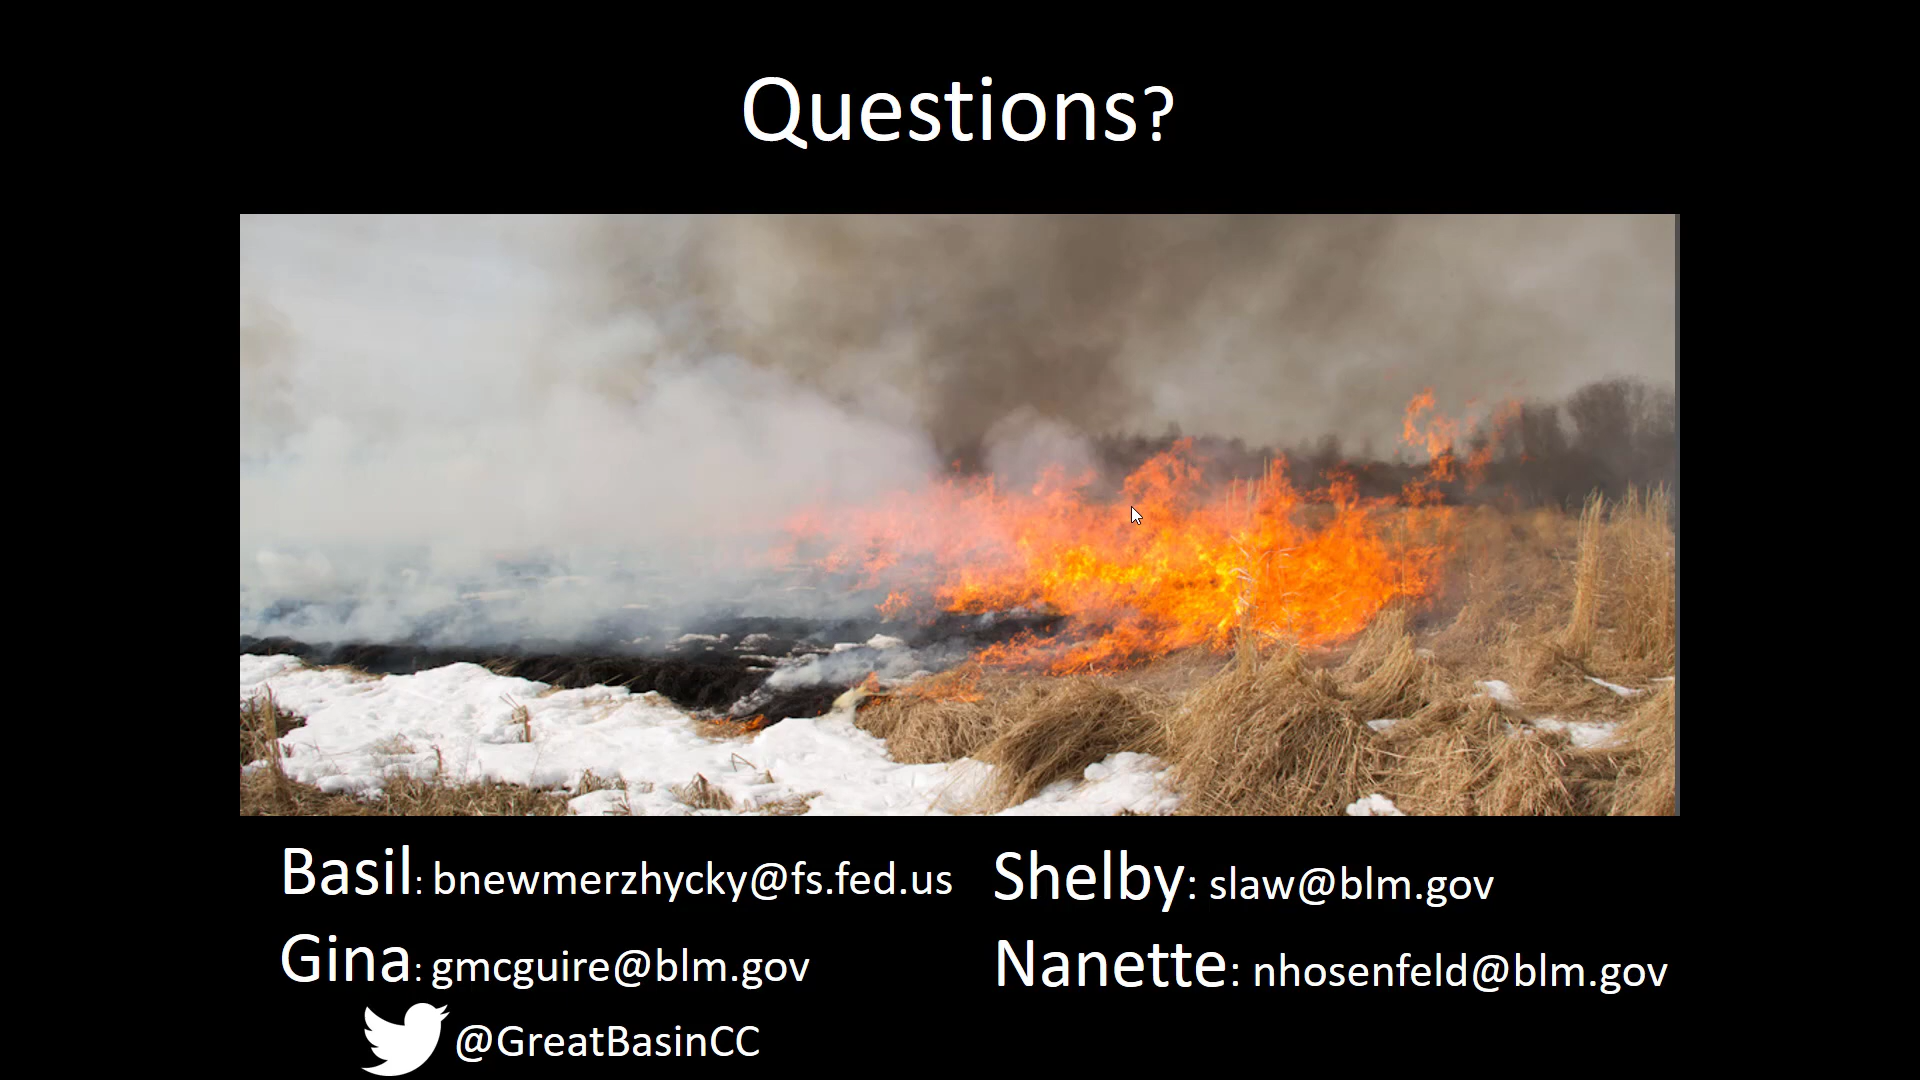 Questions?
Basil: bnewmerzhycky@fs.fed.us
Shelby: slaw@blm.gov
Gina: gmcguire@blm.gov
Nanette: nhosenfeld@blm.gov
@GreatBasinCC